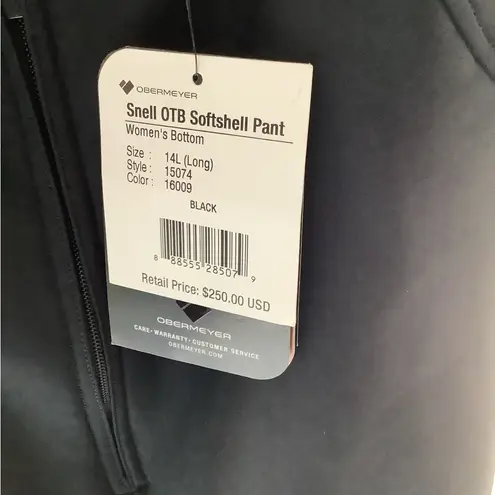 OBERMEYER
Snell OTB Softshell Pant
Women's Bottom
Size : 14L (Long)
Style : 15074
Color : 16009
BLACK
8 88555 28507 9
Retail Price: $250.00 USD
OBERMEYER
CARE • WARRANTY • CUSTOMER SERVICE
OBERMEYER.COM